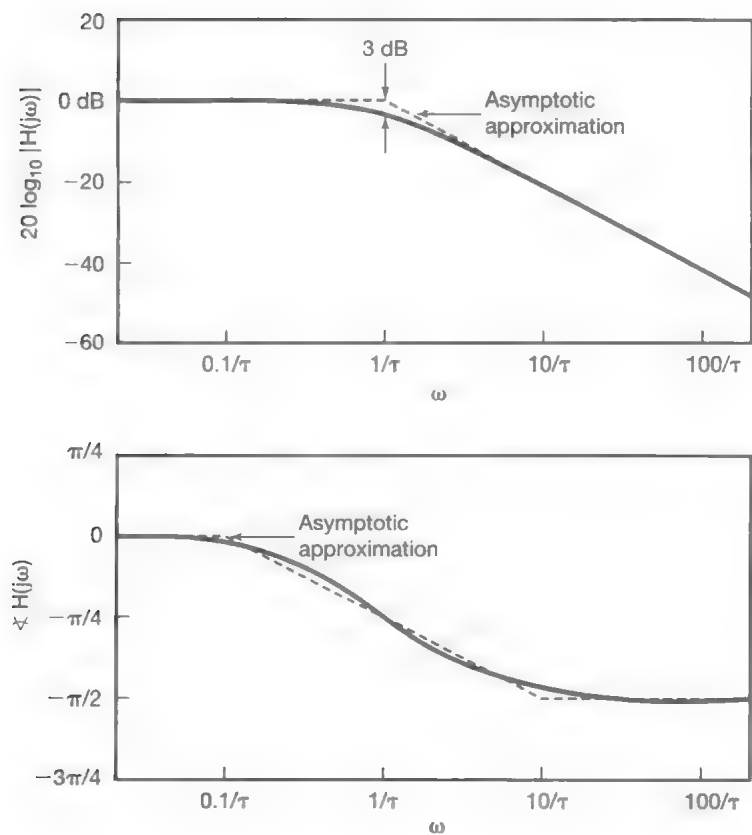 20
3 dB
0 dB
Asymptotic
approximation
20 log₁₀ |H(jω)|
−20
−40
−60
0.1/τ
1/τ
10/τ
100/τ
ω
π/4
0
Asymptotic
approximation
∢ H(jω)
−π/4
−π/2
−3π/4
0.1/τ
1/τ
10/τ
100/τ
ω